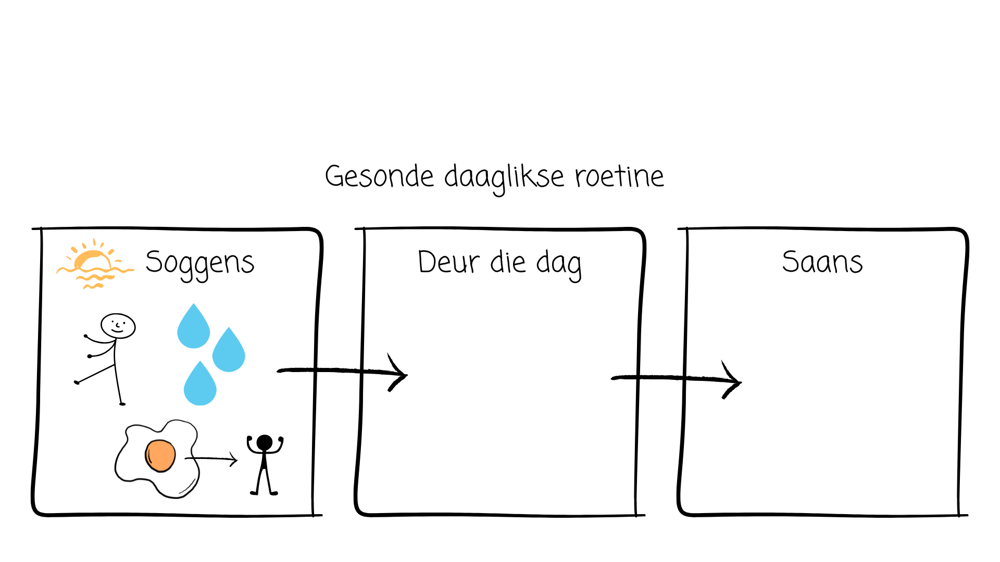 Gesonde daaglikse roetine
Soggens
Deur die dag
Saans